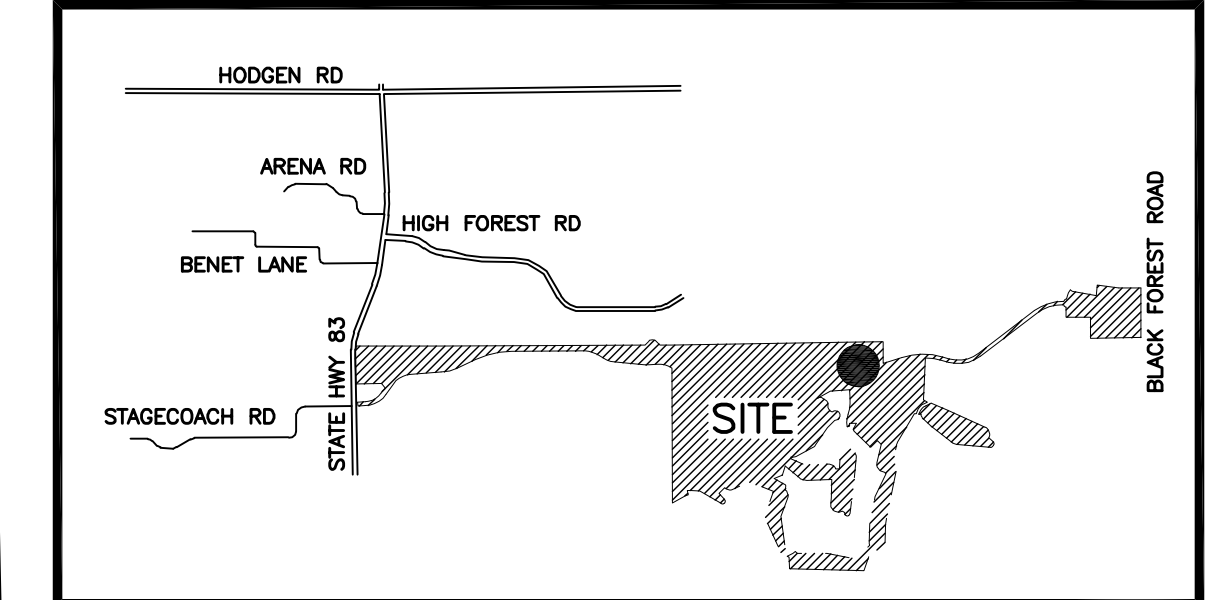 HODGEN RD
ARENA RD
HIGH FOREST RD
BENET LANE
STATE HWY 83
STAGECOACH RD
SITE
BLACK FOREST ROAD